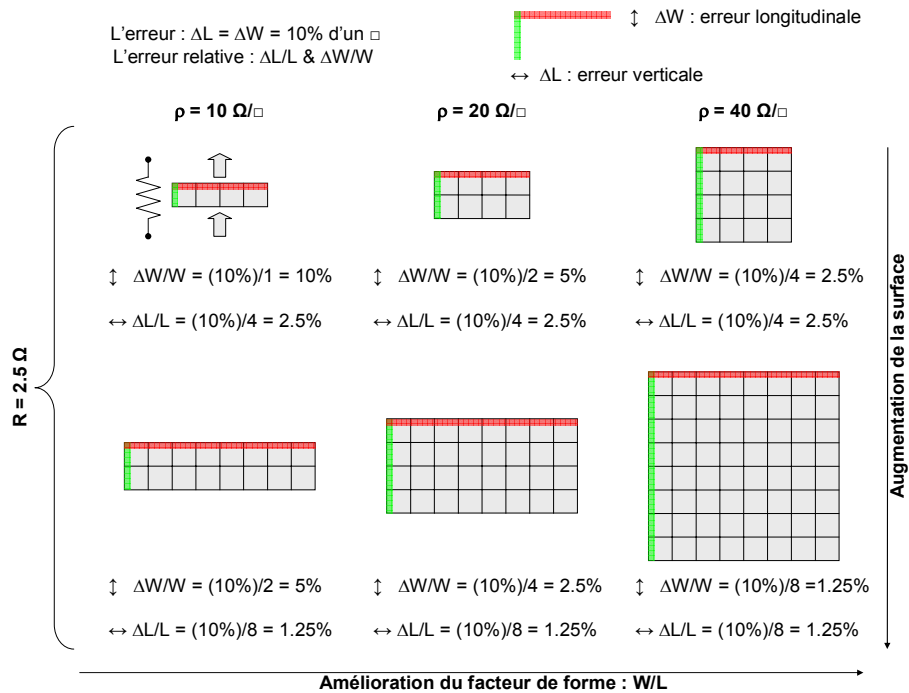 L'erreur : ΔL = ΔW = 10% d'un □
L'erreur relative : ΔL/L & ΔW/W
↕ ΔW : erreur longitudinale
↔ ΔL : erreur verticale
ρ = 10 Ω/□
ρ = 20 Ω/□
ρ = 40 Ω/□
↕ ΔW/W = (10%)/1 = 10%
↔ ΔL/L = (10%)/4 = 2.5%
↕ ΔW/W = (10%)/2 = 5%
↔ ΔL/L = (10%)/4 = 2.5%
↕ ΔW/W = (10%)/4 = 2.5%
↔ ΔL/L = (10%)/4 = 2.5%
R = 2.5 Ω
Augmentation de la surface
↕ ΔW/W = (10%)/2 = 5%
↔ ΔL/L = (10%)/8 = 1.25%
↕ ΔW/W = (10%)/4 = 2.5%
↔ ΔL/L = (10%)/8 = 1.25%
↕ ΔW/W = (10%)/8 =1.25%
↔ ΔL/L = (10%)/8 = 1.25%
Amélioration du facteur de forme : W/L